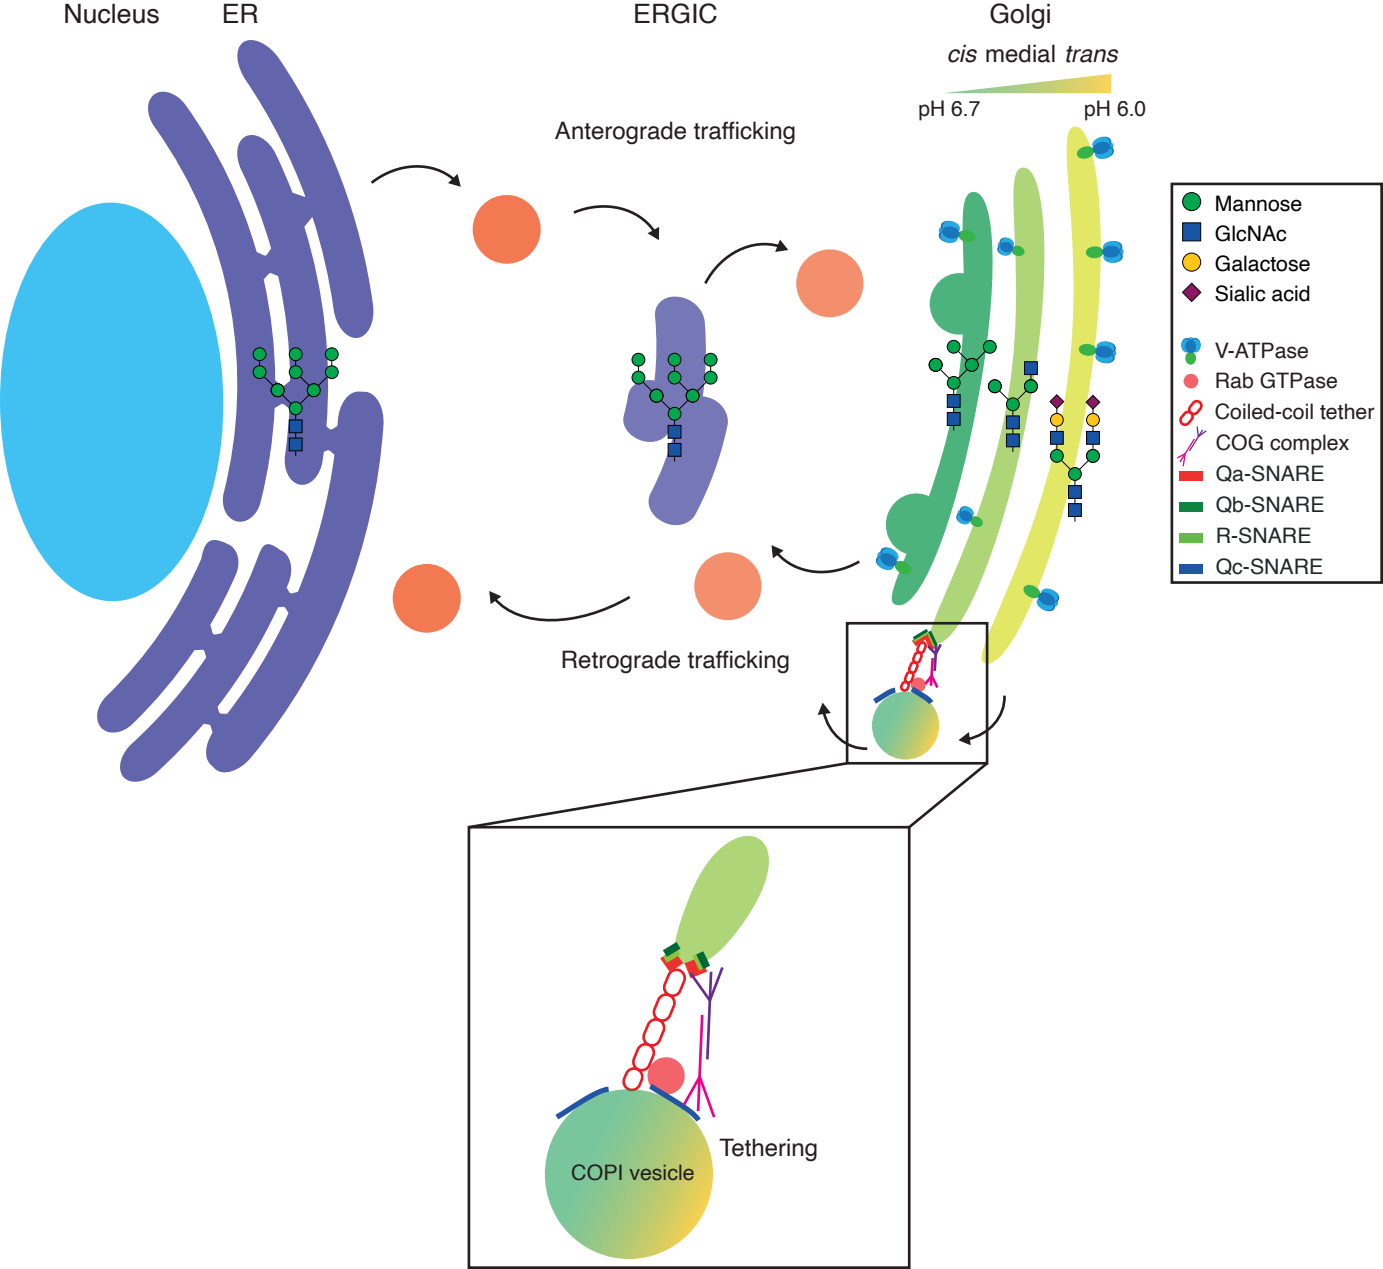 Nucleus
ER
ERGIC
Golgi
cis medial trans
pH 6.7
pH 6.0
Anterograde trafficking
Mannose
GlcNAc
Galactose
Sialic acid
V-ATPase
Rab GTPase
Coiled-coil tether
COG complex
Qa-SNARE
Qb-SNARE
R-SNARE
Qc-SNARE
Retrograde trafficking
Tethering
COPI vesicle